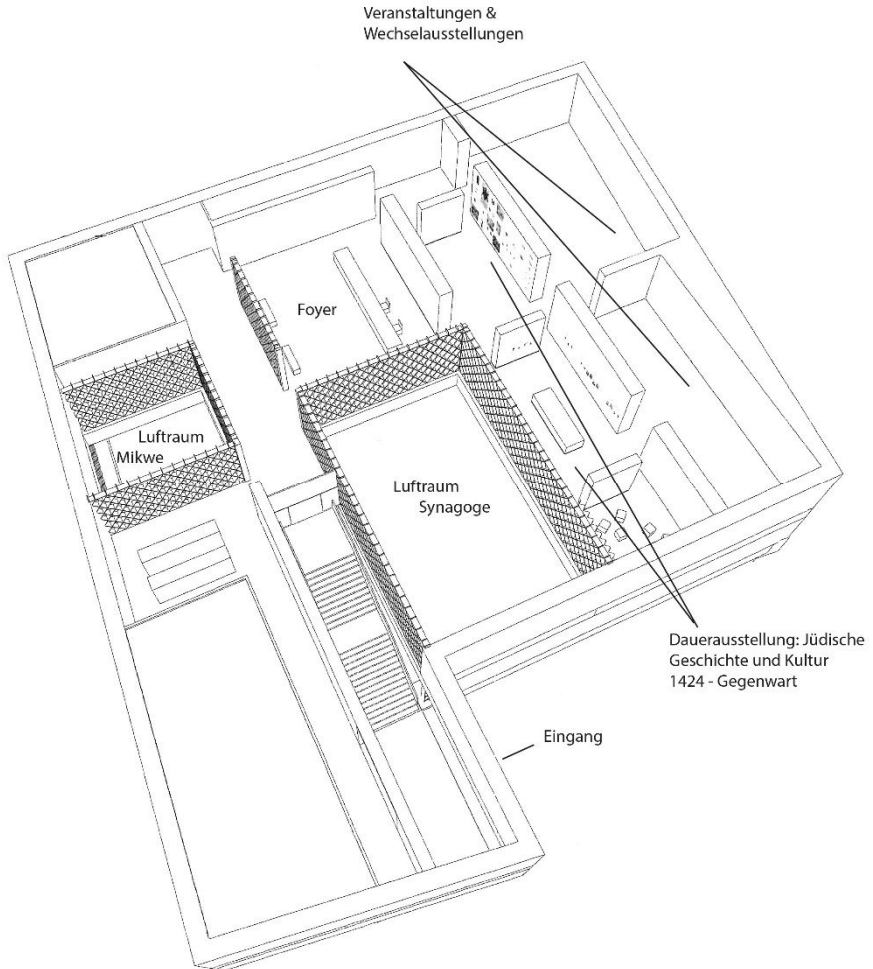 Veranstaltungen &
Wechselausstellungen
Foyer
Luftraum
Mikwe
Luftraum
Synagoge
Dauerausstellung: Jüdische
Geschichte und Kultur
1424 - Gegenwart
Eingang